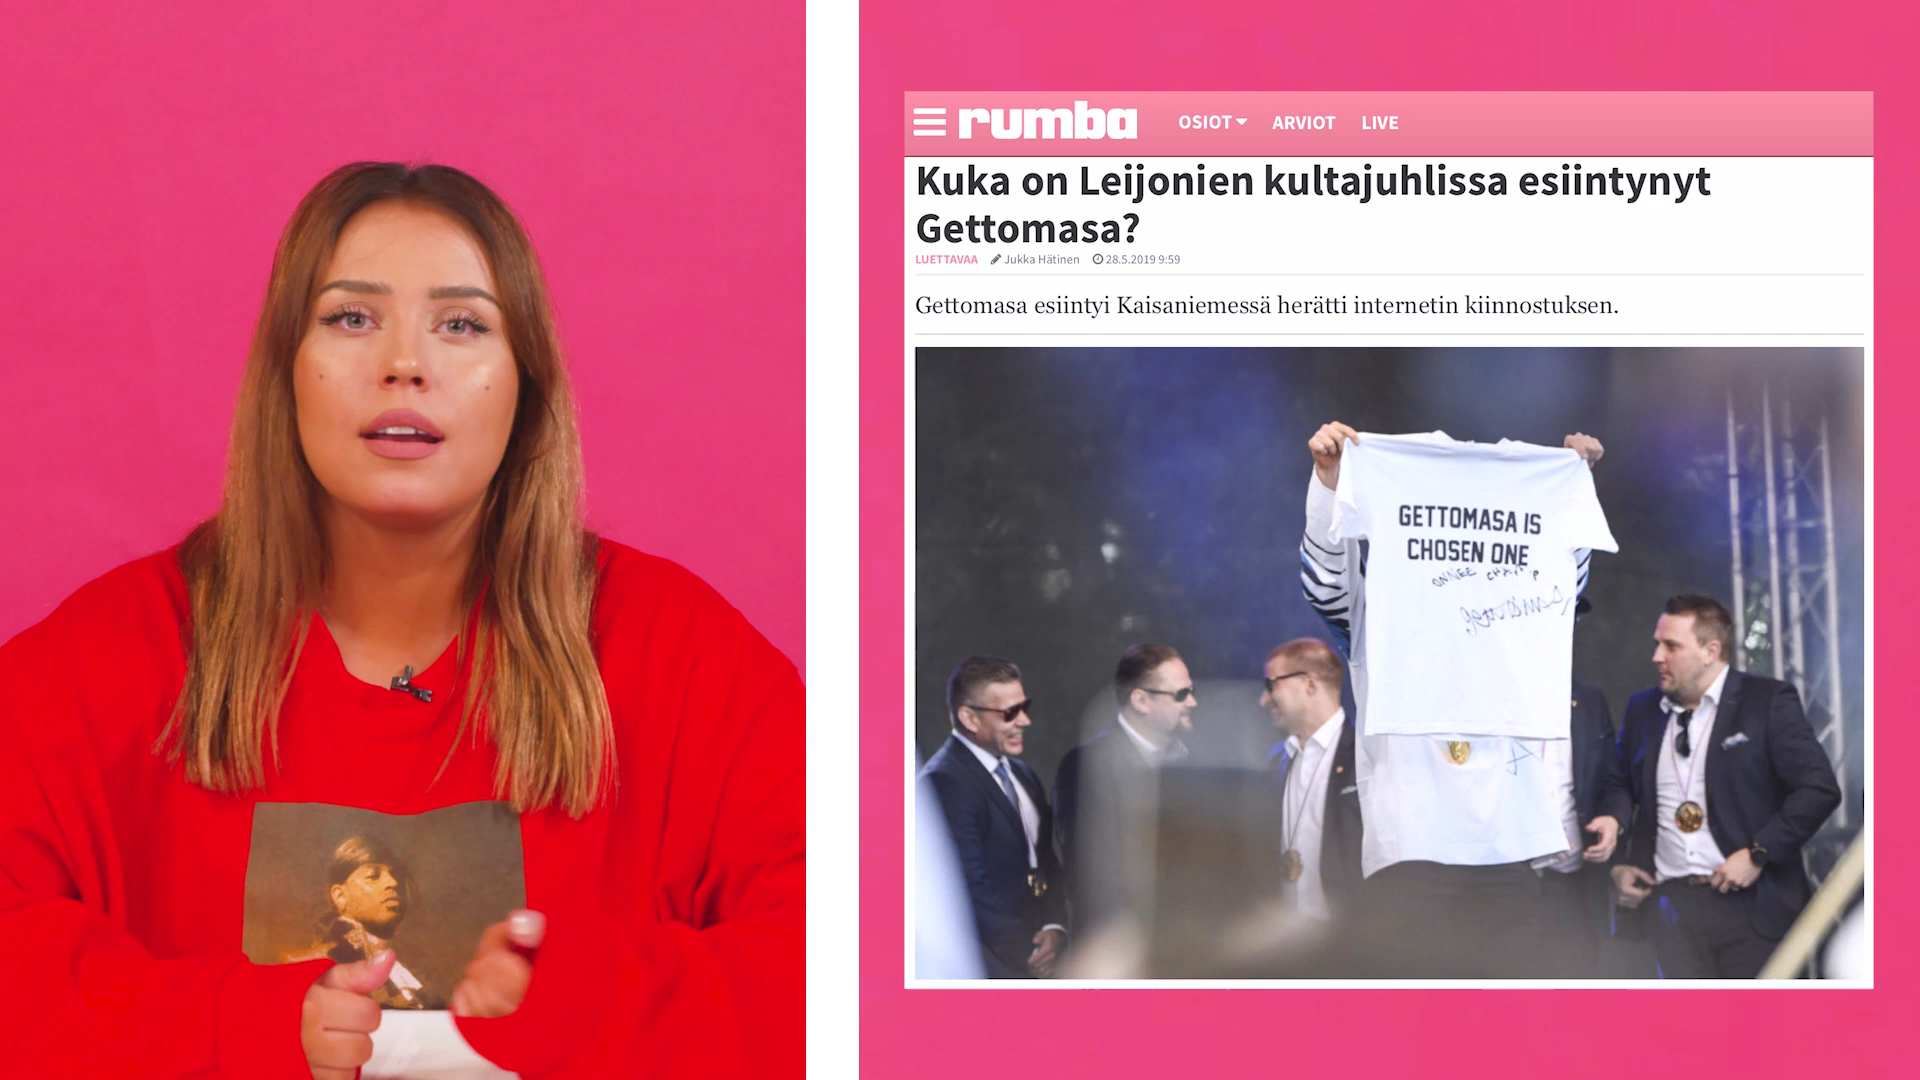 rumba
OSIOT
ARVIOT
LIVE
Kuka on Leijonien kultajuhlissa esiintynyt
Gettomasa?
LUETTAVAA Jukka Hätinen 28.5.2019 9:59
Gettomasa esiintyi Kaisaniemessä herätti internetin kiinnostuksen.
GETTOMASA IS
CHOSEN ONE